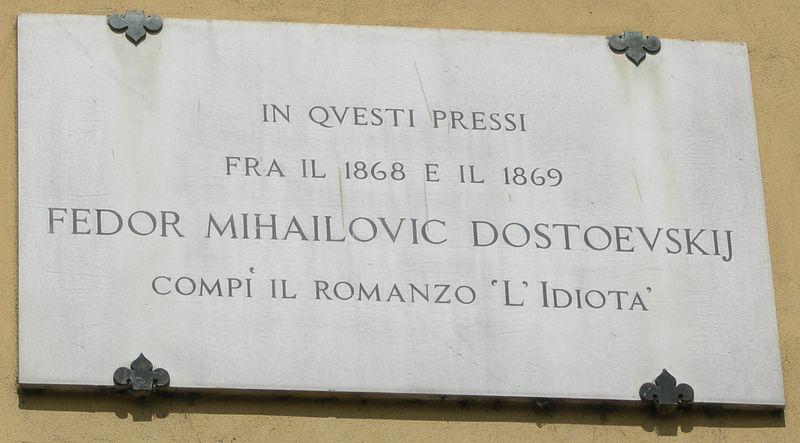 IN QVESTI PRESSI
FRA IL 1868 E IL 1869
FEDOR MIHAILOVIC DOSTOEVSKIJ
COMPÌ IL ROMANZO ‘L’ IDIOTA’